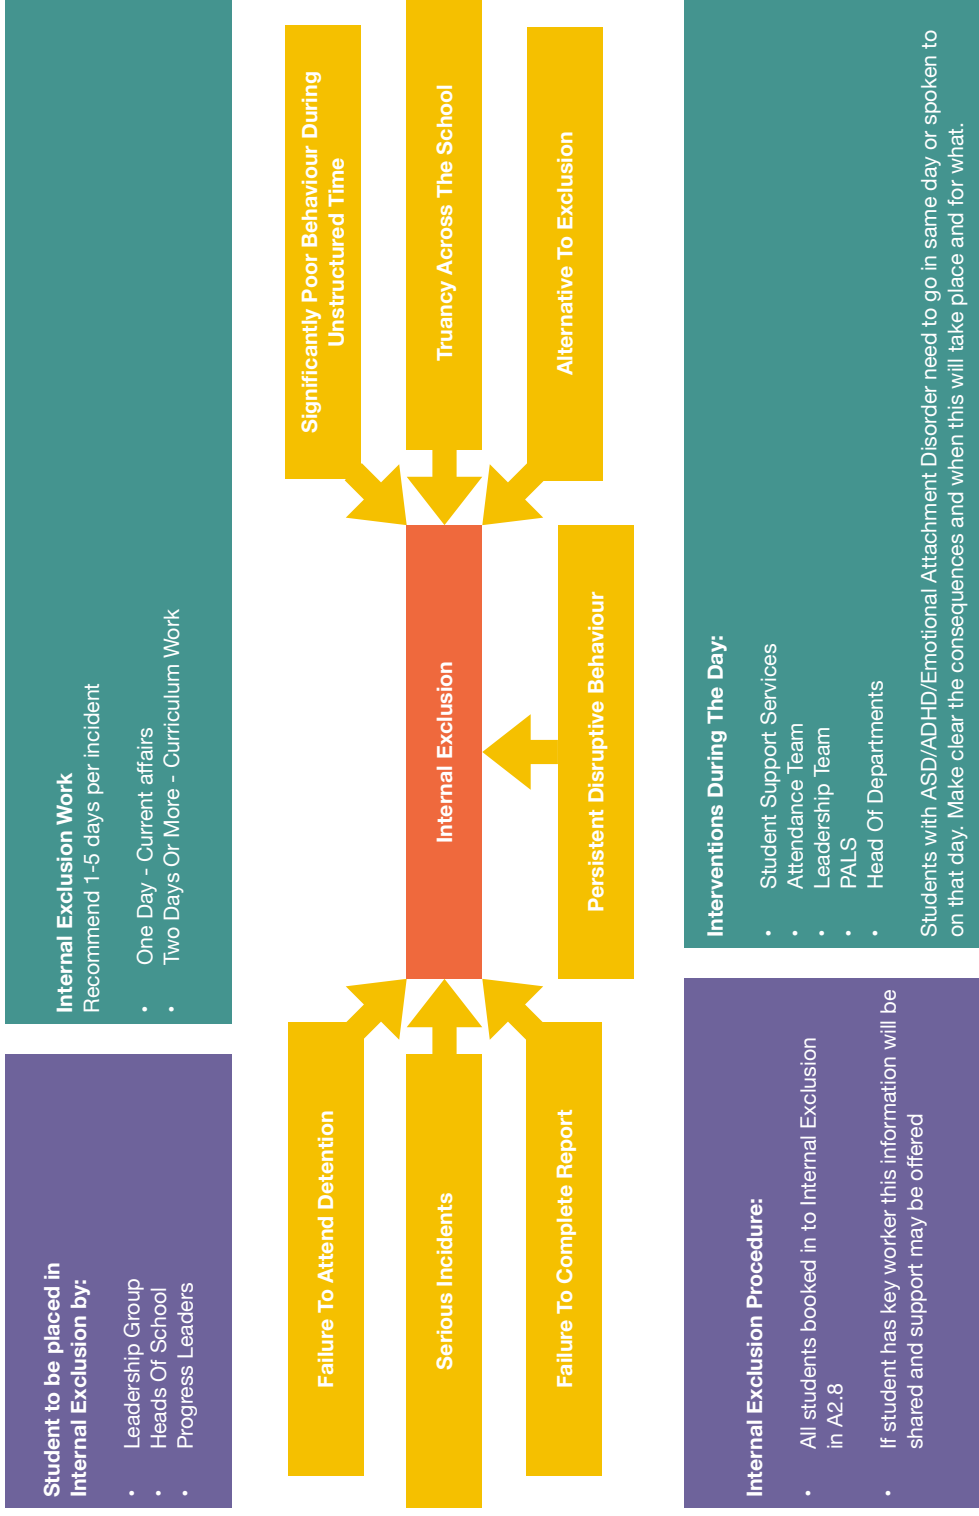 Student to be placed in
Internal Exclusion by:
• Leadership Group
• Heads Of School
• Progress Leaders
Internal Exclusion Work
Recommend 1-5 days per incident
• One Day - Current affairs
• Two Days Or More - Curriculum Work
Failure To Attend Detention
Serious Incidents
Failure To Complete Report
Internal Exclusion
Persistent Disruptive Behaviour
Significantly Poor Behaviour During
Unstructured Time
Truancy Across The School
Alternative To Exclusion
Internal Exclusion Procedure:
• All students booked in to Internal Exclusion
in A2.8
• If student has key worker this information will be
shared and support may be offered
Interventions During The Day:
• Student Support Services
• Attendance Team
• Leadership Team
• PALS
• Head Of Departments
Students with ASD/ADHD/Emotional Attachment Disorder need to go in same day or spoken to
on that day. Make clear the consequences and when this will take place and for what.